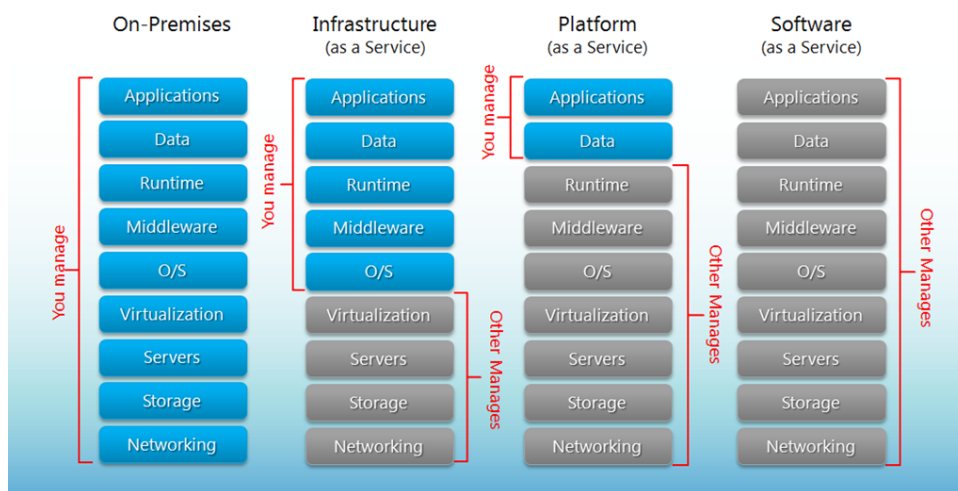 On-Premises
You manage
Applications
Data
Runtime
Middleware
O/S
Virtualization
Servers
Storage
Networking
Infrastructure
(as a Service)
You manage
Applications
Data
Runtime
Middleware
O/S
Virtualization
Servers
Storage
Networking
Other Manages
Platform
(as a Service)
You manage
Applications
Data
Runtime
Middleware
O/S
Virtualization
Servers
Storage
Networking
Other Manages
Software
(as a Service)
Applications
Data
Runtime
Middleware
O/S
Virtualization
Servers
Storage
Networking
Other Manages